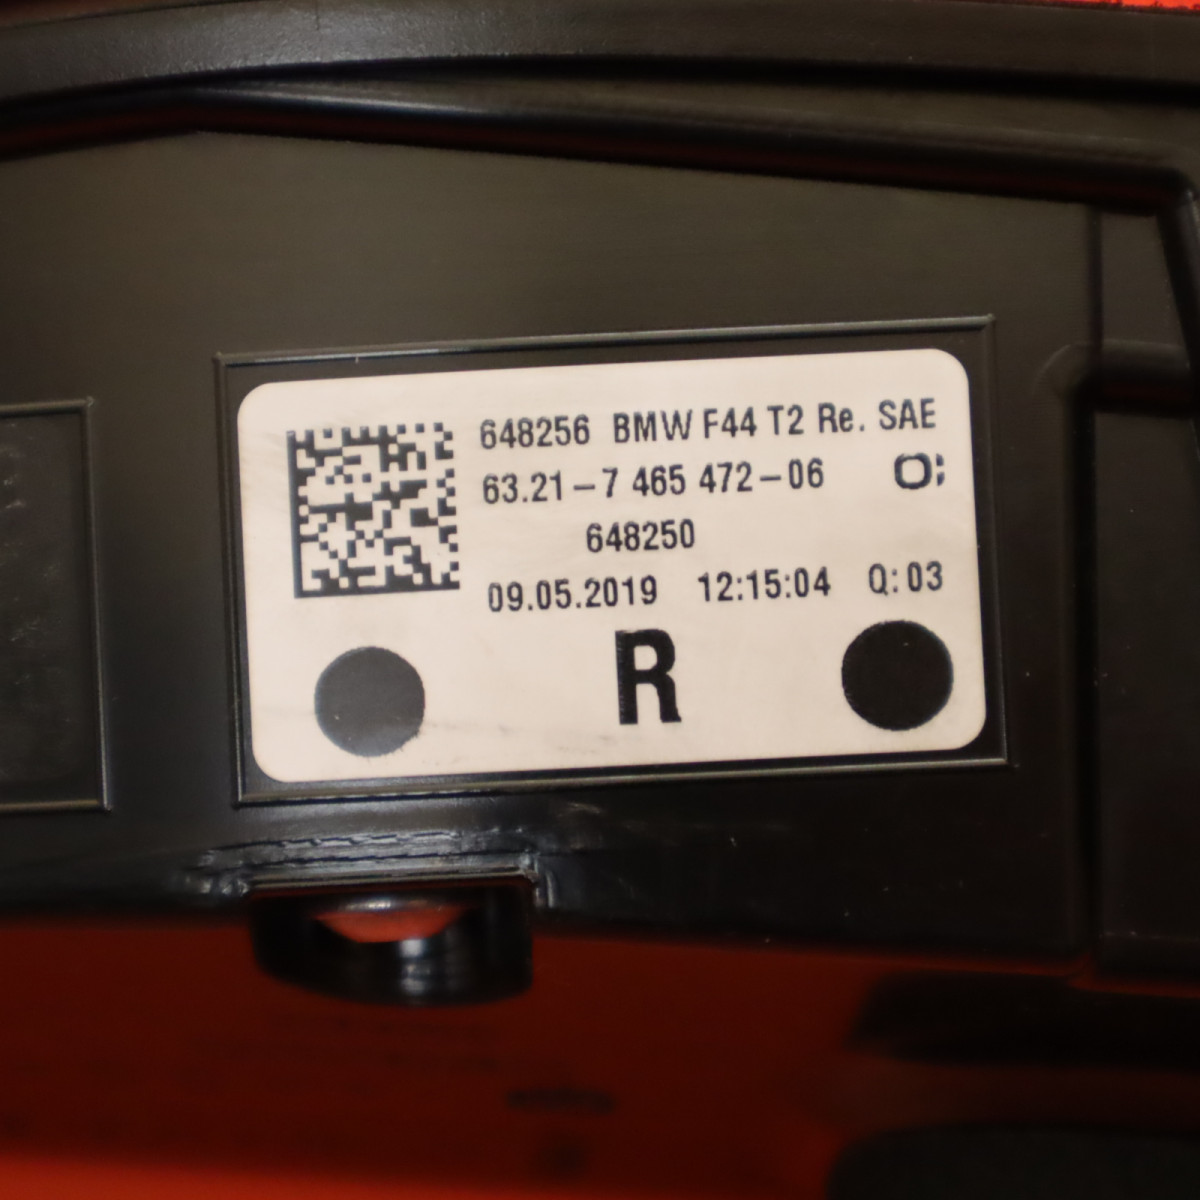 648256 BMW F44 T2 Re. SAE
63.21-7 465 472-06 O;
648250
09.05.2019 12:15:04 Q:03
R